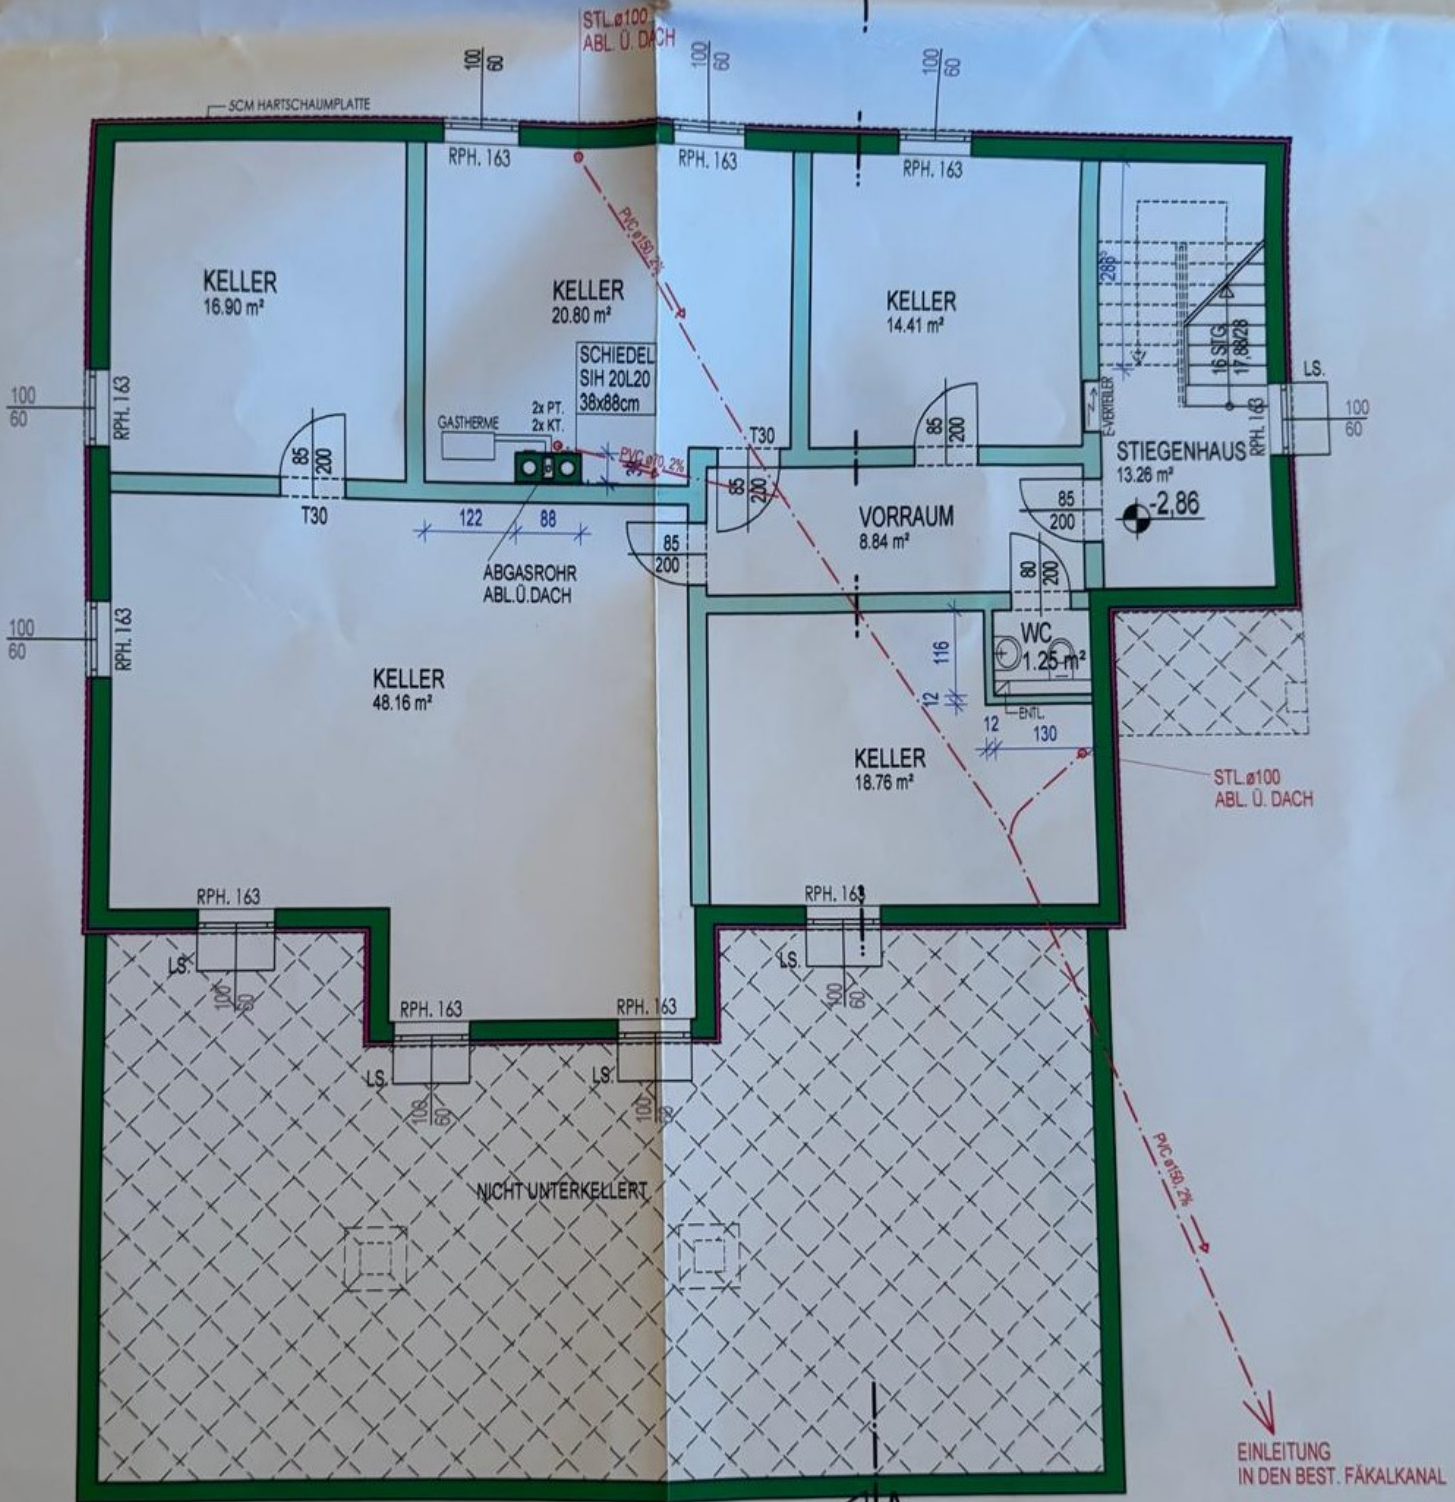 STL.ø100
ABL. Ü. DACH
100
60
100
60
100
60
5CM HARTSCHAUMPLATTE
RPH. 163
RPH. 163
RPH. 163
PVC ø150, 2%
KELLER
16.90 m²
KELLER
20.80 m²
KELLER
14.41 m²
16 STG
17,88/28
SCHIEDEL
SIH 20L20
38x88cm
2x PT.
2x KT.
GASTHERME
100
60
RPH. 163
LS.
RPH. 163
100
60
E-VERTEILER
STIEGENHAUS
13.26 m²
-2,86
85
200
T30
PVC ø70, 2%
T30
85
200
85
200
122
88
ABGASROHR
ABL.Ü.DACH
85
200
VORRAUM
8.84 m²
85
200
80
200
100
60
RPH. 163
WC
1.25 m²
116
12
ENTL.
12
130
KELLER
48.16 m²
KELLER
18.76 m²
STL.ø100
ABL. Ü. DACH
RPH. 163
RPH. 163
LS.
100
60
LS.
100
60
RPH. 163
RPH. 163
LS.
100
60
LS.
100
NICHT UNTERKELLERT
PVC ø150, 2%
EINLEITUNG
IN DEN BEST. FÄKALKANAL